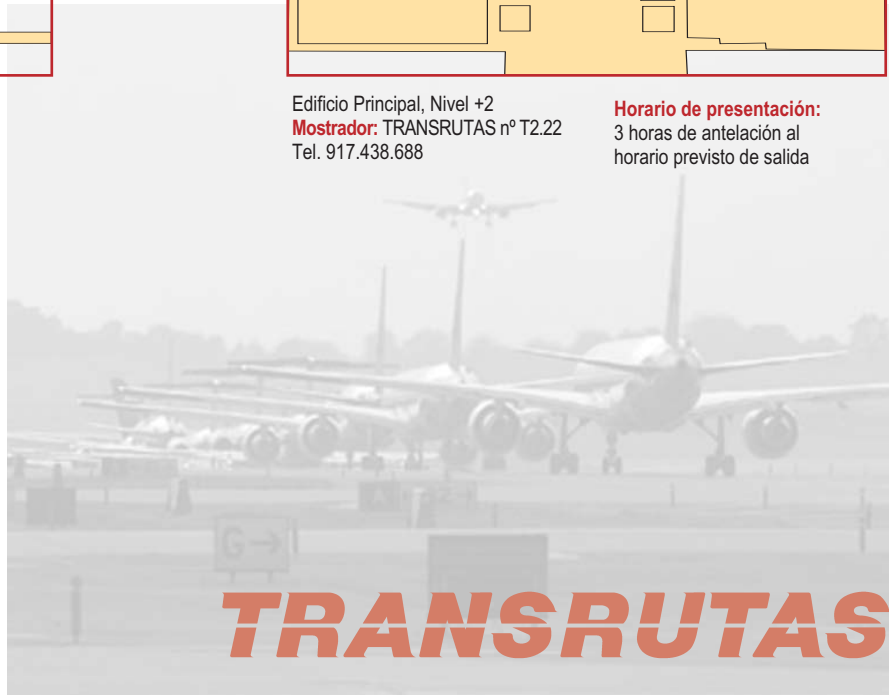 Edificio Principal, Nivel +2
Mostrador: TRANSRUTAS nº T2.22
Tel. 917.438.688
Horario de presentación:
3 horas de antelación al
horario previsto de salida
G→
TRANSRUTAS